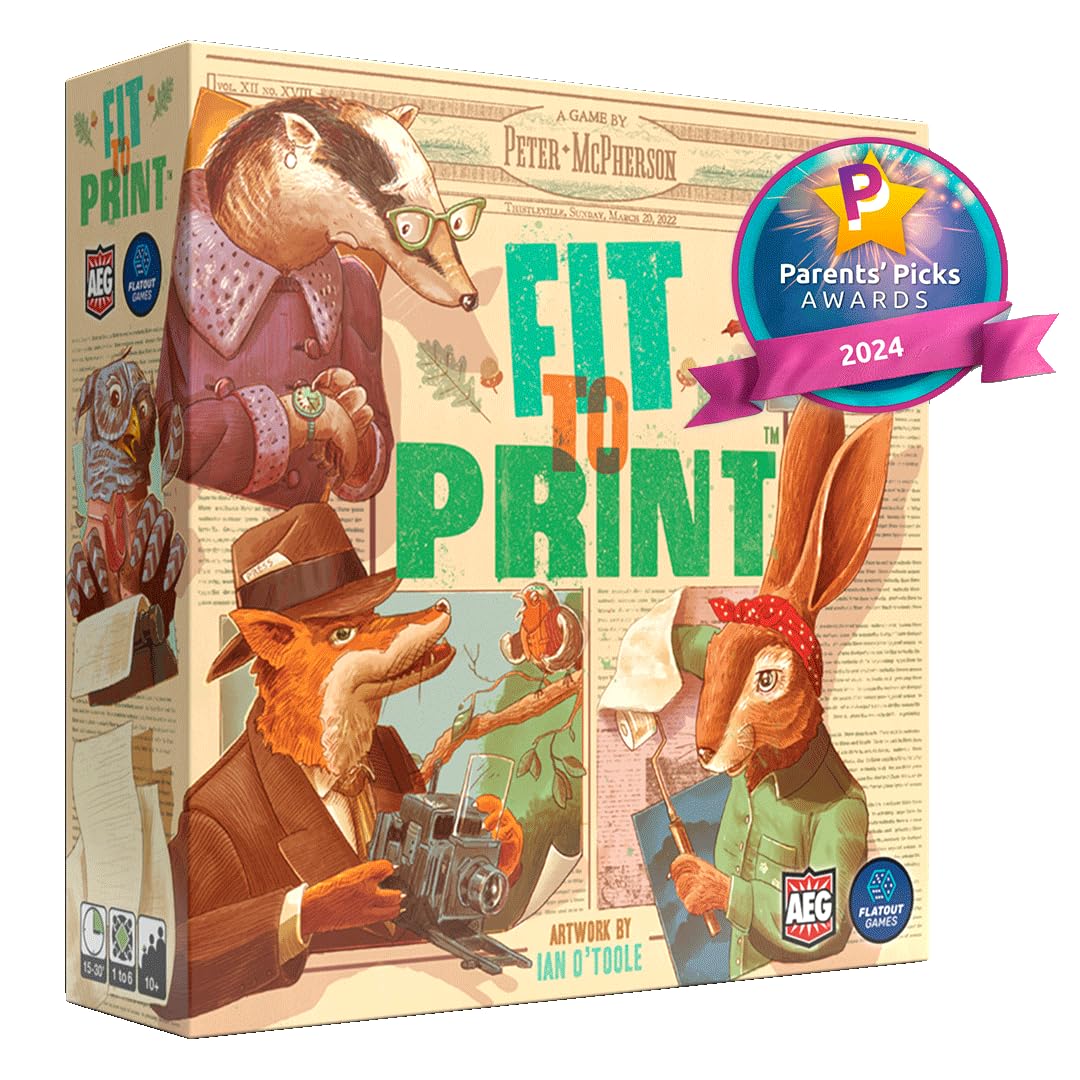 FIT
TO
PRINT™
AEG
FLATOUT
GAMES
15-30'
1 to 6
10+
VOL. XII NO. XVIII
A GAME BY
PETER McPHERSON
THISTLEVILLE, SUNDAY, MARCH 20, 2022
FIT
TO
PRINT
TM
PRESS
ARTWORK BY
IAN O'TOOLE
AEG
FLATOUT
GAMES
P
Parents' Picks
AWARDS
2024